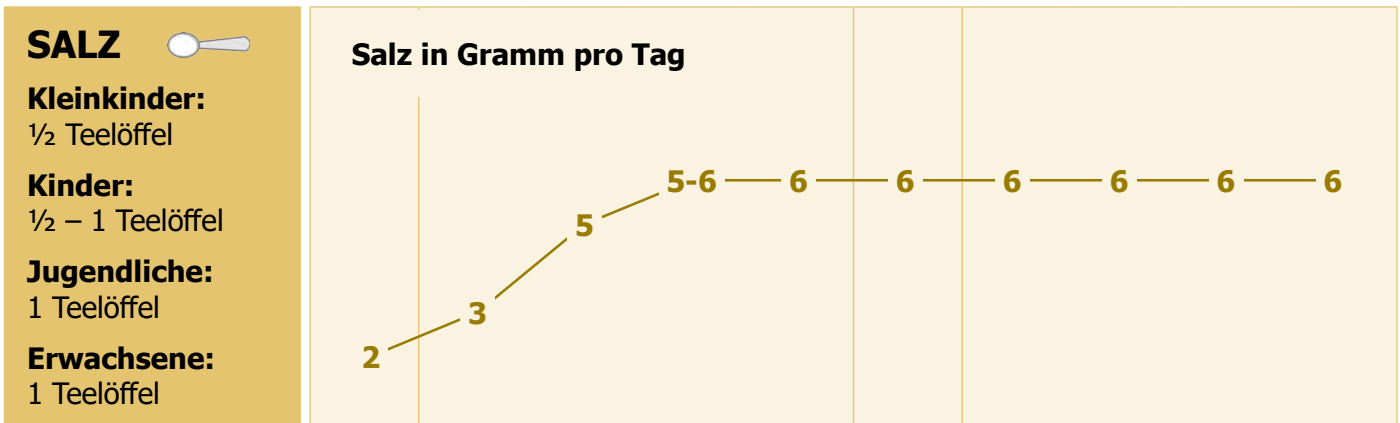 SALZ
Kleinkinder:
½ Teelöffel
Kinder:
½ – 1 Teelöffel
Jugendliche:
1 Teelöffel
Erwachsene:
1 Teelöffel
Salz in Gramm pro Tag
2
3
5
5-6
6
6
6
6
6
6